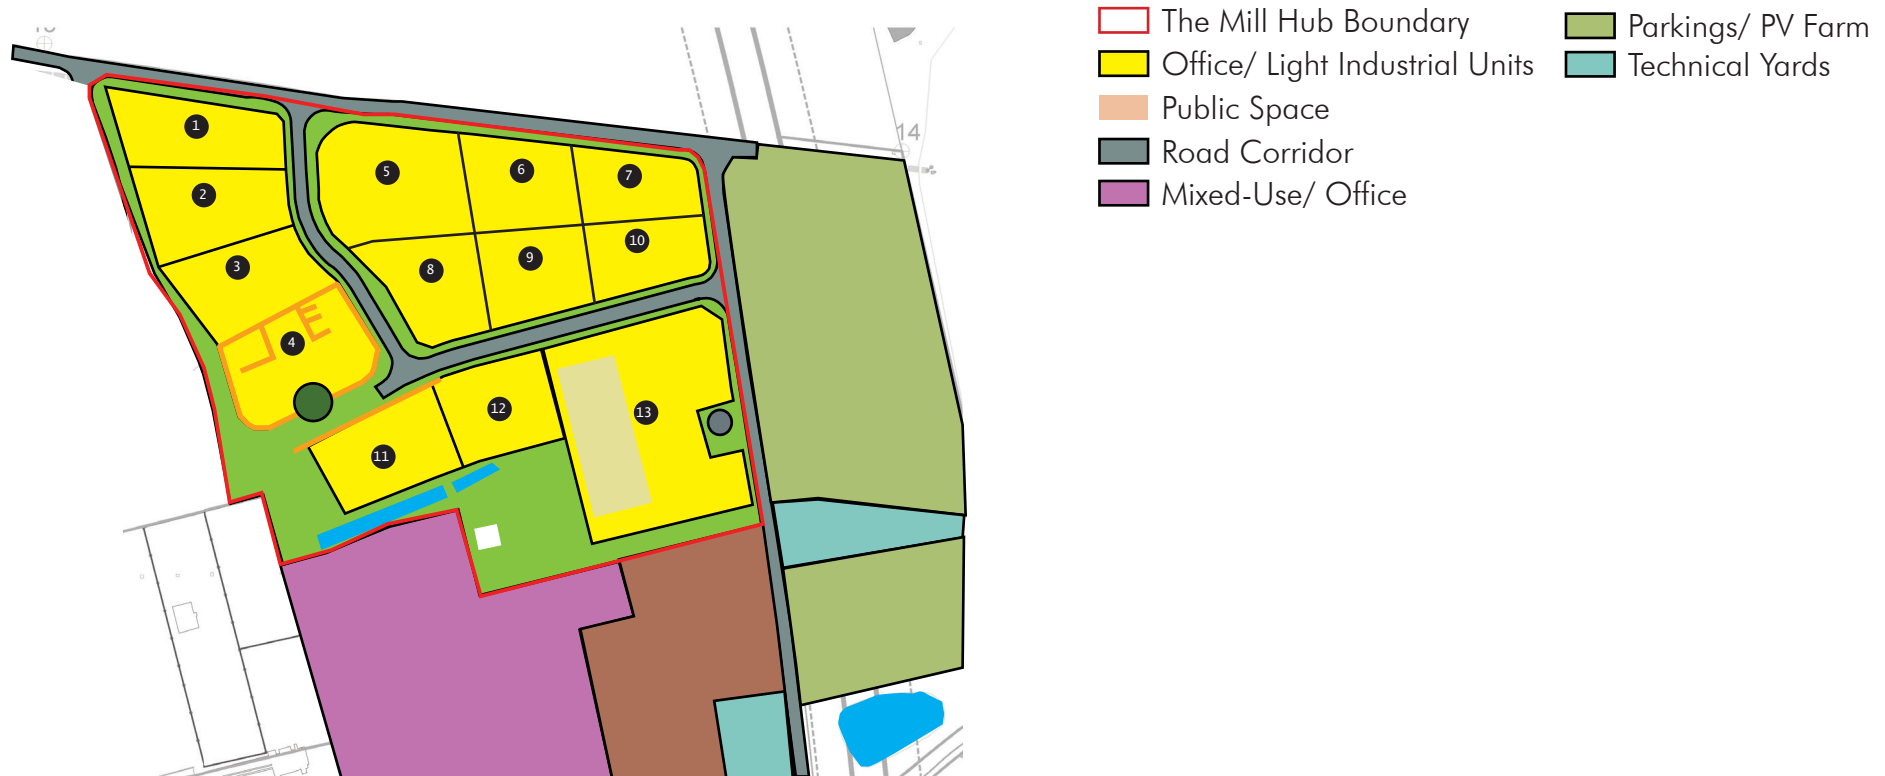 The Mill Hub Boundary
Office/ Light Industrial Units
Public Space
Road Corridor
Mixed-Use/ Office
Parkings/ PV Farm
Technical Yards
14
1
2
3
4
5
6
7
8
9
10
11
12
13